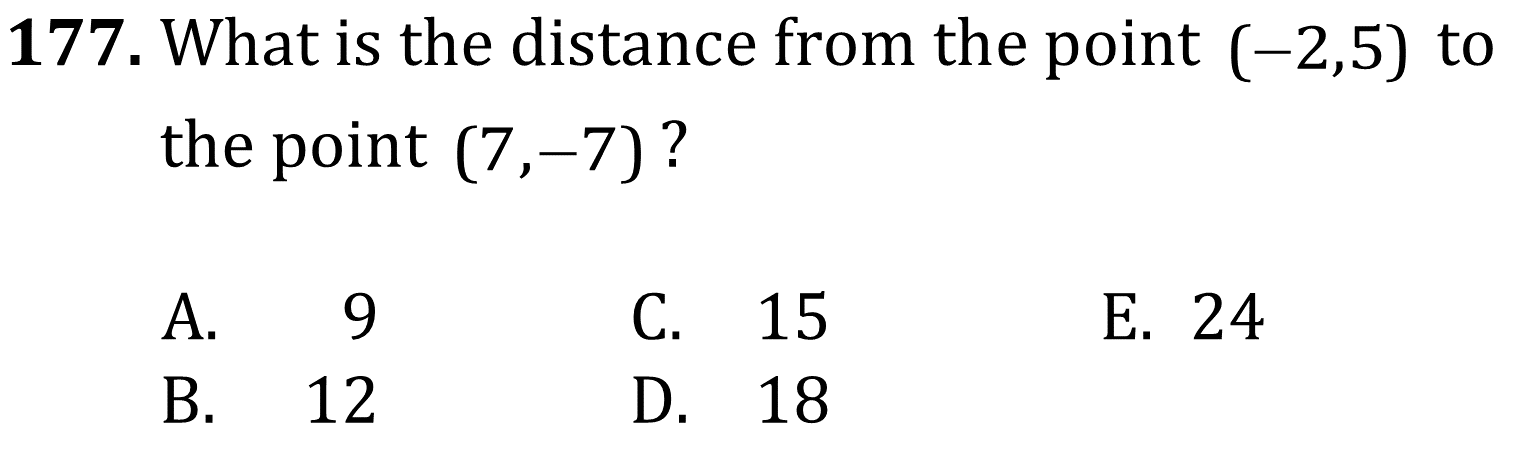 177. What is the distance from the point (−2,5) to
the point (7,−7) ?
A. 9 C. 15 E. 24
B. 12 D. 18